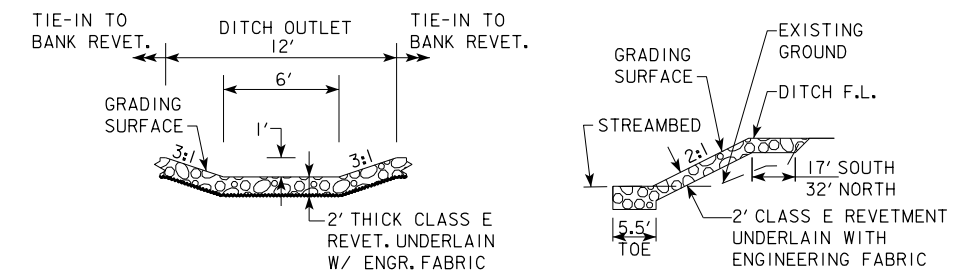 TIE-IN TO
BANK REVET.
DITCH OUTLET
12'
TIE-IN TO
BANK REVET.
6'
GRADING
SURFACE
1'
3:1
3:1
2' THICK CLASS E
REVET. UNDERLAIN
W/ ENGR. FABRIC
EXISTING
GROUND
GRADING
SURFACE
DITCH F.L.
STREAMBED
2:1
17' SOUTH
32' NORTH
5.5'
TOE
2' CLASS E REVETMENT
UNDERLAIN WITH
ENGINEERING FABRIC